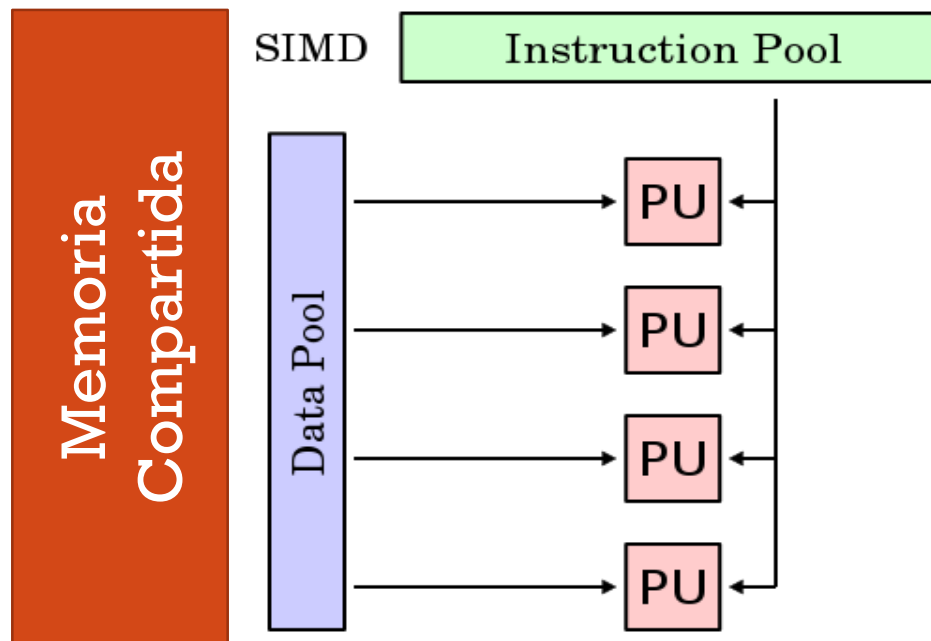 Memoria
Compartida
SIMD
Instruction Pool
Data Pool
PU
PU
PU
PU